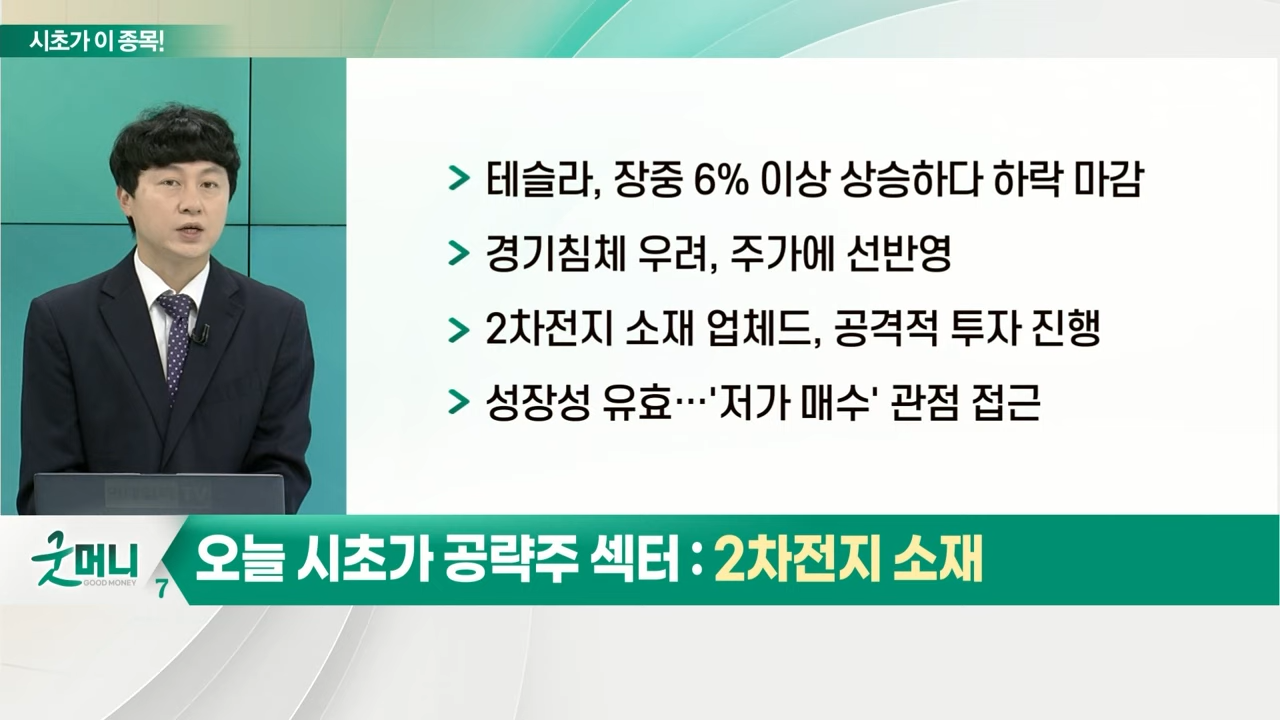 시초가 이 종목!
> 테슬라, 장중 6% 이상 상승하다 하락 마감
> 경기침체 우려, 주가에 선반영
> 2차전지 소재 업체드, 공격적 투자 진행
> 성장성 유효…'저가 매수' 관점 접근
굿머니
GOOD MONEY
7
오늘 시초가 공략주 섹터 : 2차전지 소재